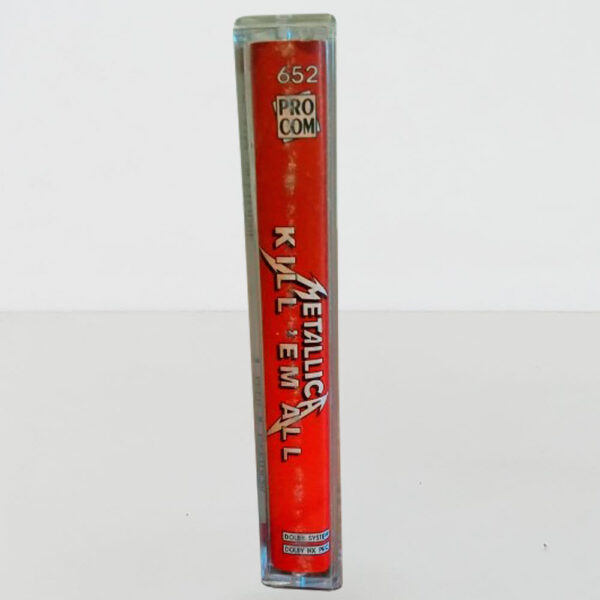 652
PRO
COM
METALLICA
KILL 'EM ALL
DOLBY SYSTEM
DOLBY HX PRO